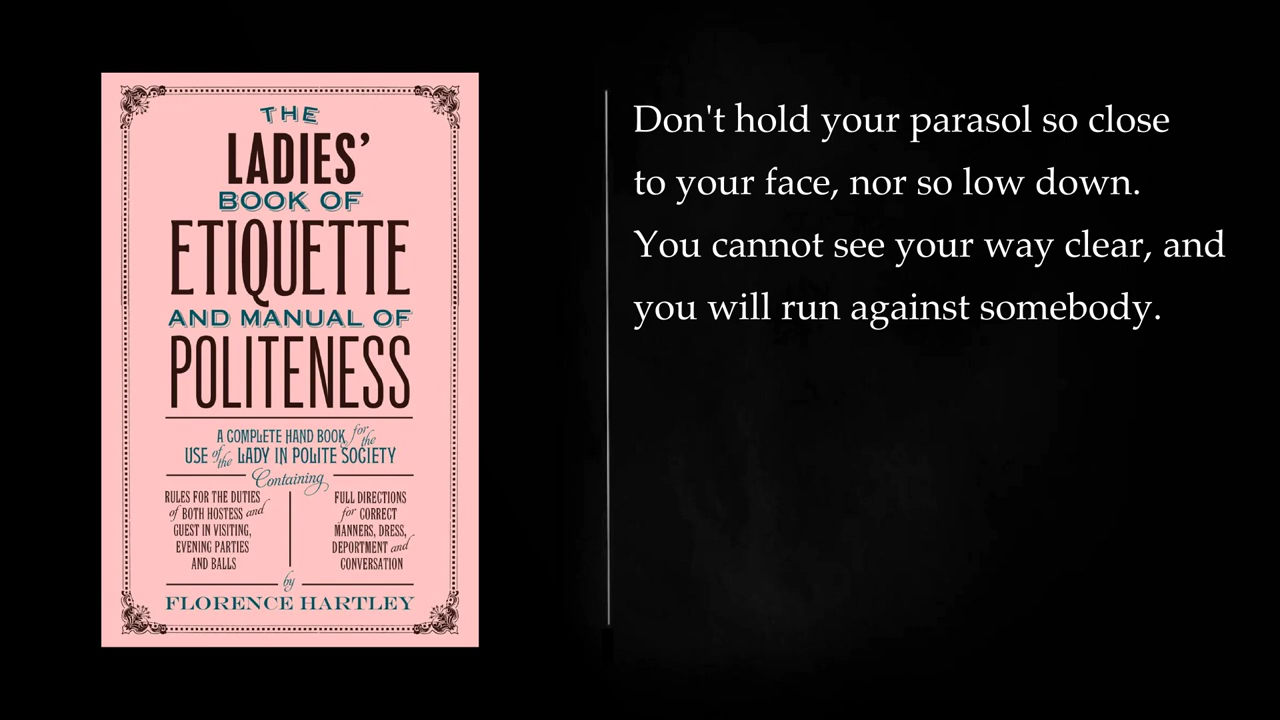 THE
LADIES'
BOOK OF
ETIQUETTE
AND MANUAL OF
POLITENESS
A COMPLETE HAND BOOK for the
USE of the LADY IN POLITE SOCIETY
Containing
RULES FOR THE DUTIES
of BOTH HOSTESS and
GUEST IN VISITING,
EVENING PARTIES
AND BALLS
FULL DIRECTIONS
for CORRECT
MANNERS, DRESS,
DEPORTMENT and
CONVERSATION
by
FLORENCE HARTLEY
Don't hold your parasol so close
to your face, nor so low down.
You cannot see your way clear, and
you will run against somebody.